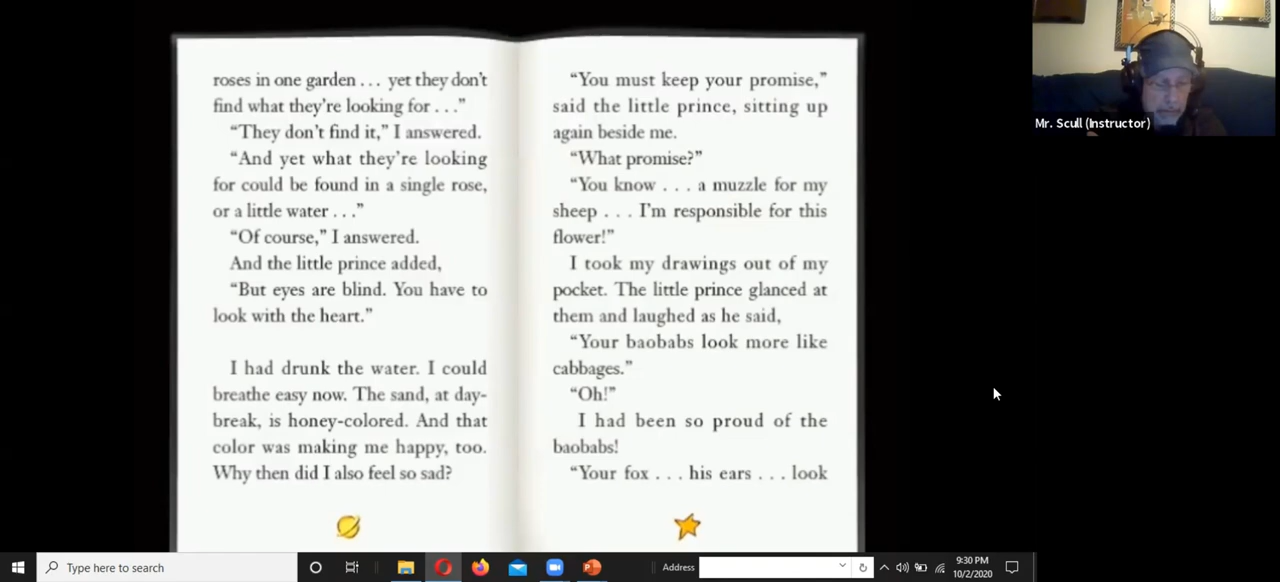 roses in one garden . . . yet they don't
find what they're looking for . . ."
"They don't find it," I answered.
"And yet what they're looking
for could be found in a single rose,
or a little water . . ."
"Of course," I answered.
And the little prince added,
"But eyes are blind. You have to
look with the heart."
I had drunk the water. I could
breathe easy now. The sand, at day-
break, is honey-colored. And that
color was making me happy, too.
Why then did I also feel so sad?
"You must keep your promise,"
said the little prince, sitting up
again beside me.
"What promise?"
"You know . . . a muzzle for my
sheep . . . I'm responsible for this
flower!"
I took my drawings out of my
pocket. The little prince glanced at
them and laughed as he said,
"Your baobabs look more like
cabbages."
"Oh!"
I had been so proud of the
baobabs!
"Your fox . . . his ears . . . look
Mr. Scull (Instructor)
Type here to search
Address
9:30 PM
10/2/2020